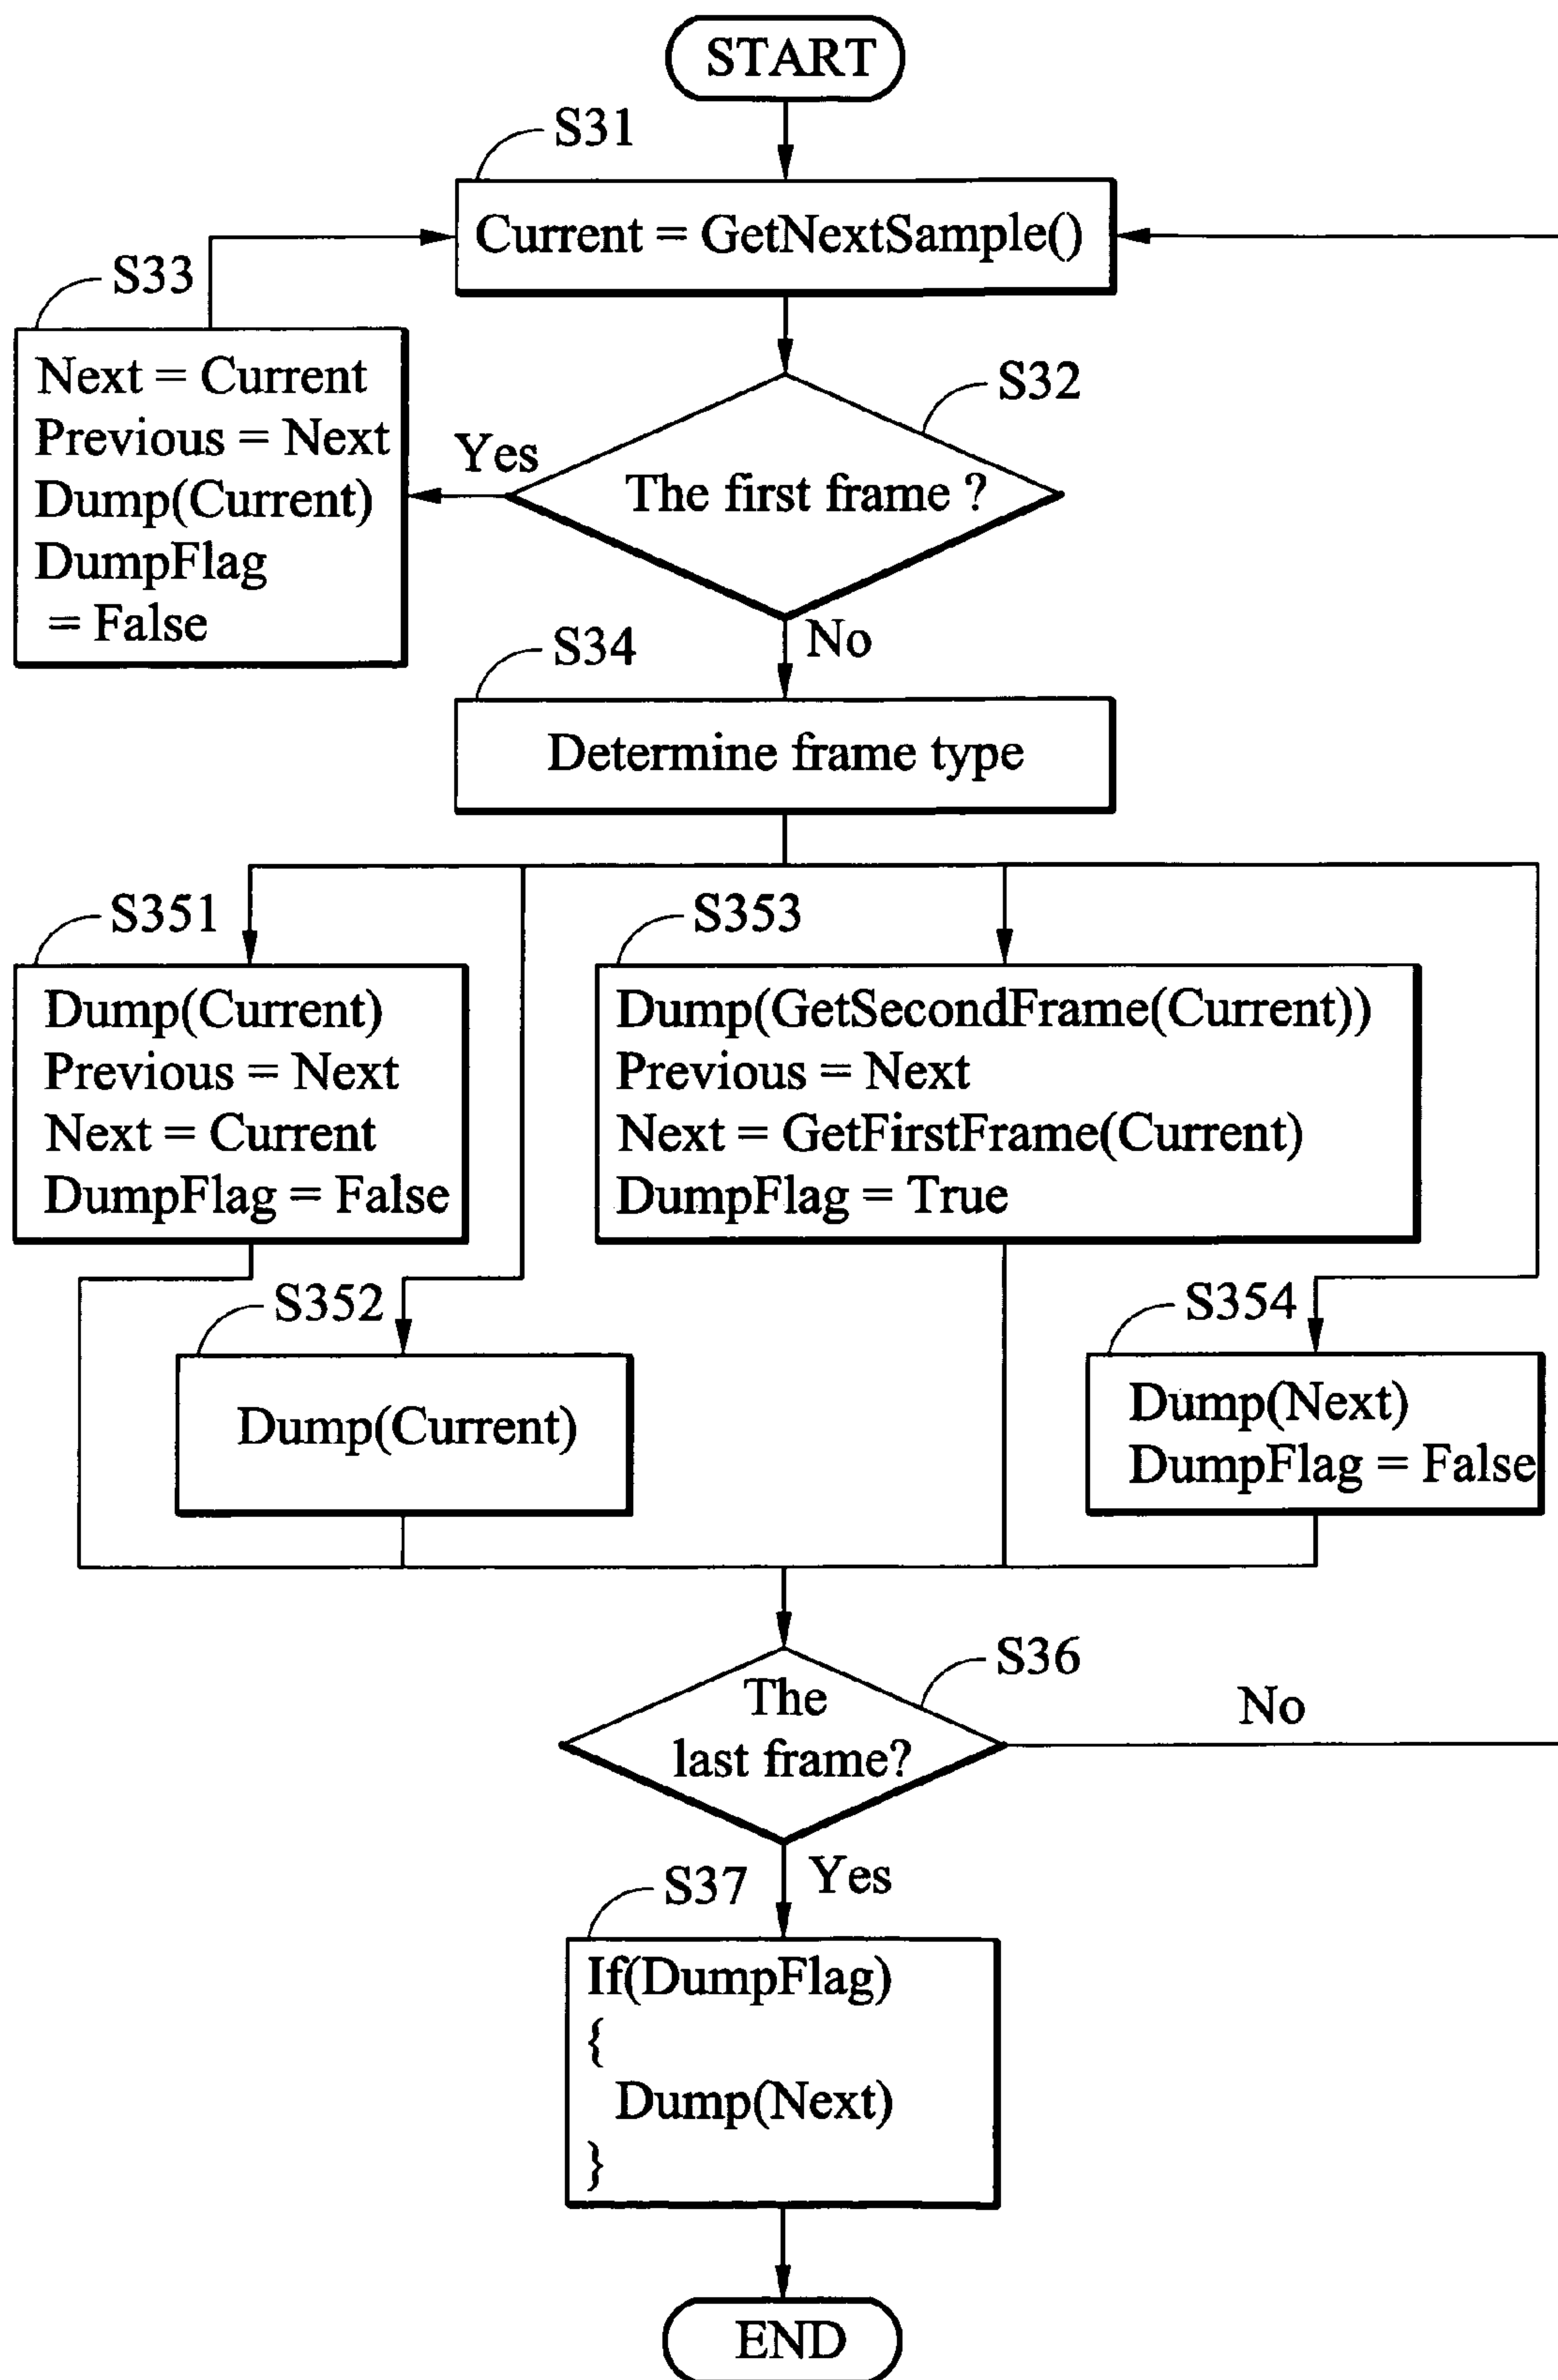 START
S31
Current = GetNextSample()
S33
Next = Current
Previous = Next
Dump(Current)
DumpFlag
= False
S32
Yes
The first frame ?
No
S34
Determine frame type
S351
Dump(Current)
Previous = Next
Next = Current
DumpFlag = False
S353
Dump(GetSecondFrame(Current))
Previous = Next
Next = GetFirstFrame(Current)
DumpFlag = True
S352
Dump(Current)
S354
Dump(Next)
DumpFlag = False
S36
The
last frame?
No
Yes
S37
If(DumpFlag)
{
Dump(Next)
}
END